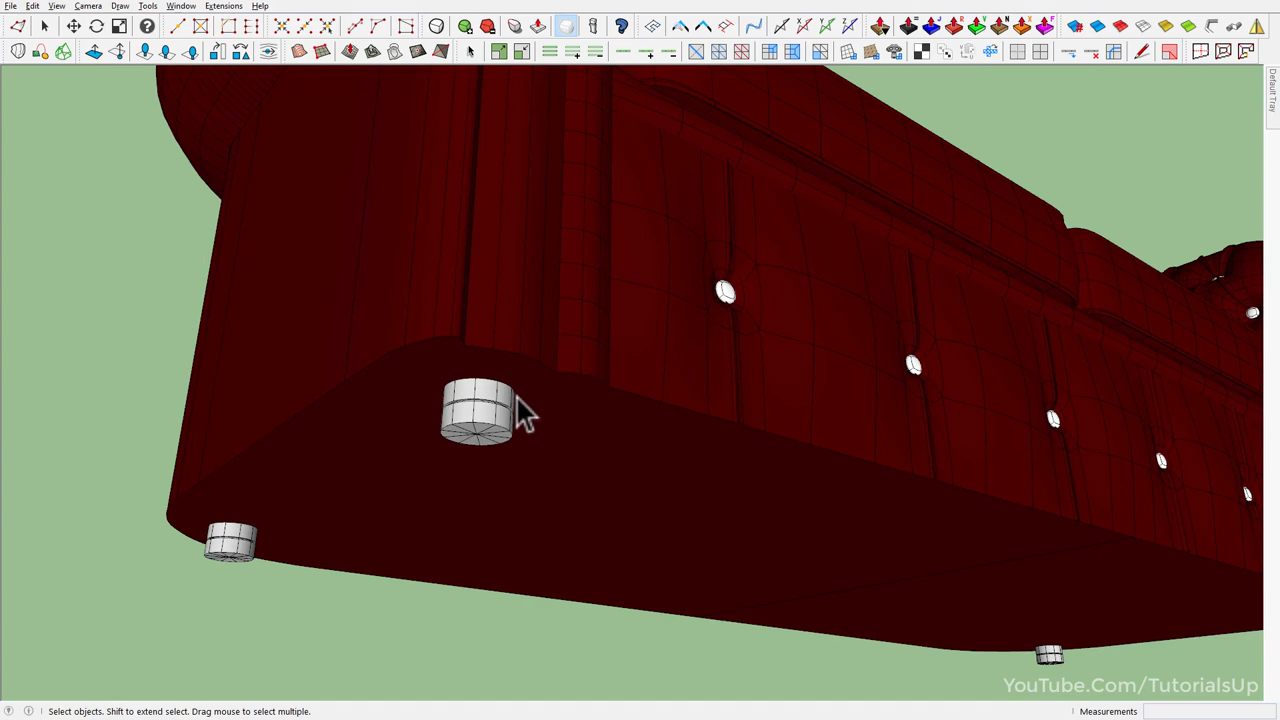 File Edit View Camera Draw Tools Window Extensions Help
Default Tray
YouTube.Com/TutorialsUp
Select objects. Shift to extend select. Drag mouse to select multiple. Measurements